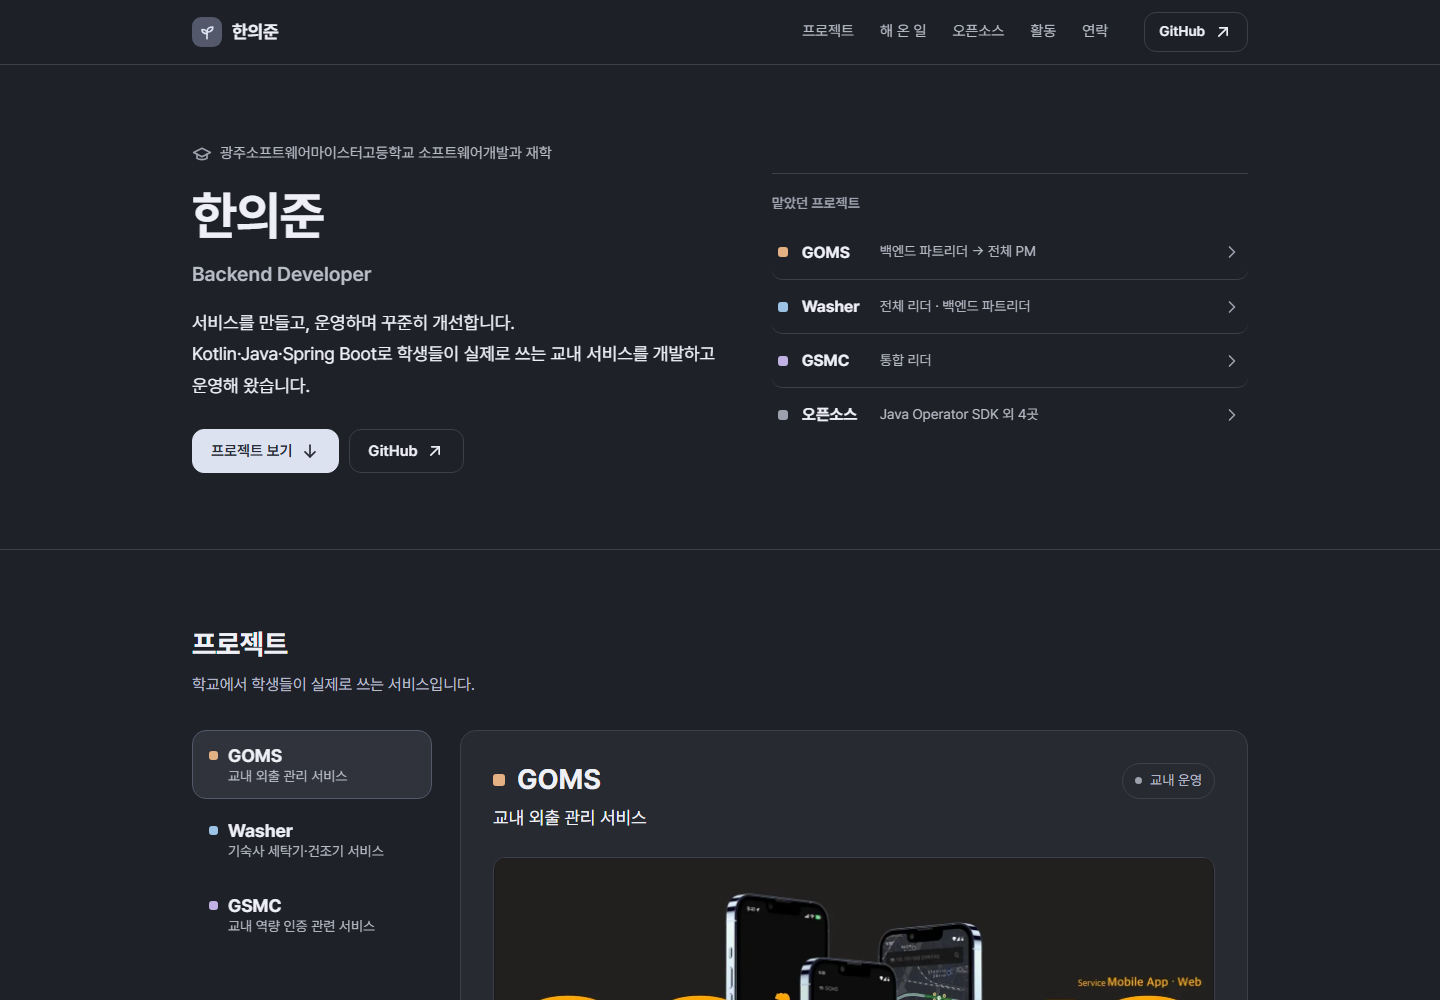 한의준
프로젝트
해 온 일
오픈소스
활동
연락
GitHub
광주소프트웨어마이스터고등학교 소프트웨어개발과 재학
한의준
Backend Developer
서비스를 만들고, 운영하며 꾸준히 개선합니다.
Kotlin·Java·Spring Boot로 학생들이 실제로 쓰는 교내 서비스를 개발하고
운영해 왔습니다.
프로젝트 보기
GitHub
맡았던 프로젝트
GOMS 백엔드 파트리더 → 전체 PM
Washer 전체 리더 · 백엔드 파트리더
GSMC 통합 리더
오픈소스 Java Operator SDK 외 4곳
프로젝트
학교에서 학생들이 실제로 쓰는 서비스입니다.
GOMS
교내 외출 관리 서비스
Washer
기숙사 세탁기·건조기 서비스
GSMC
교내 역량 인증 관련 서비스
GOMS
교내 운영
교내 외출 관리 서비스
Service Mobile App · Web